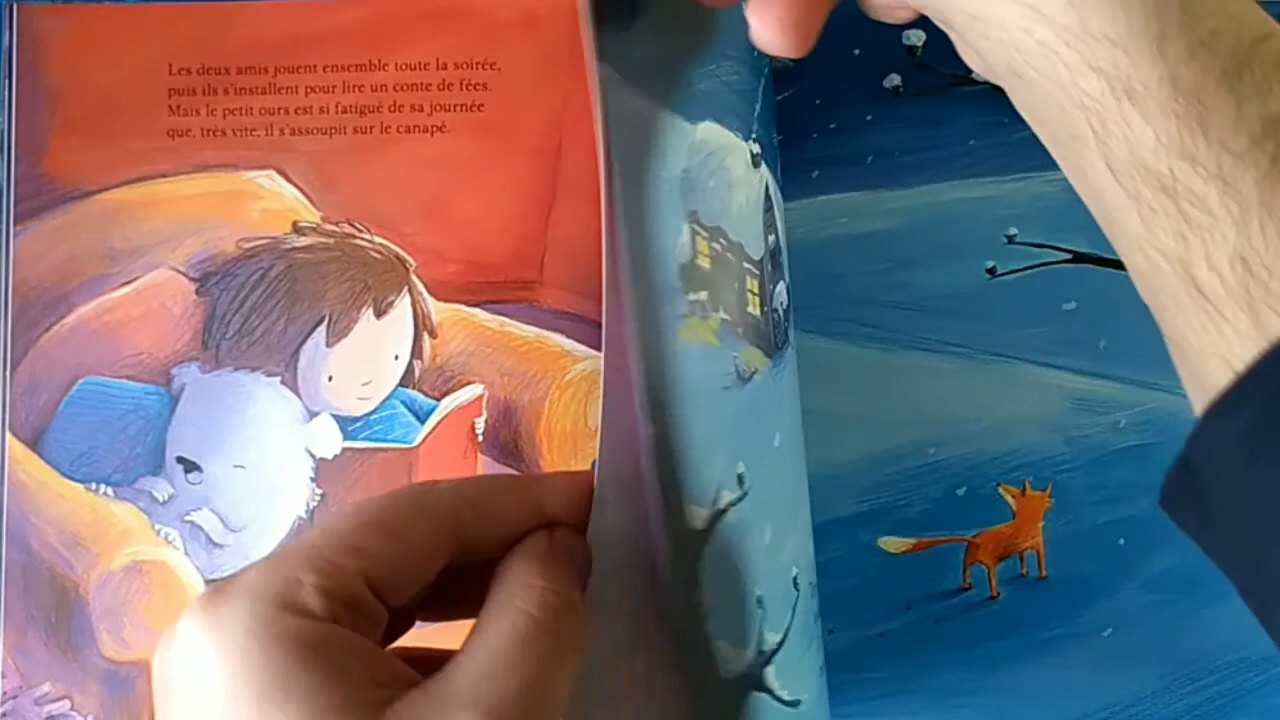 Les deux amis jouent ensemble toute la soirée,
puis ils s'installent pour lire un conte de fées.
Mais le petit ours est si fatigué de sa journée
que, très vite, il s'assoupit sur le canapé.